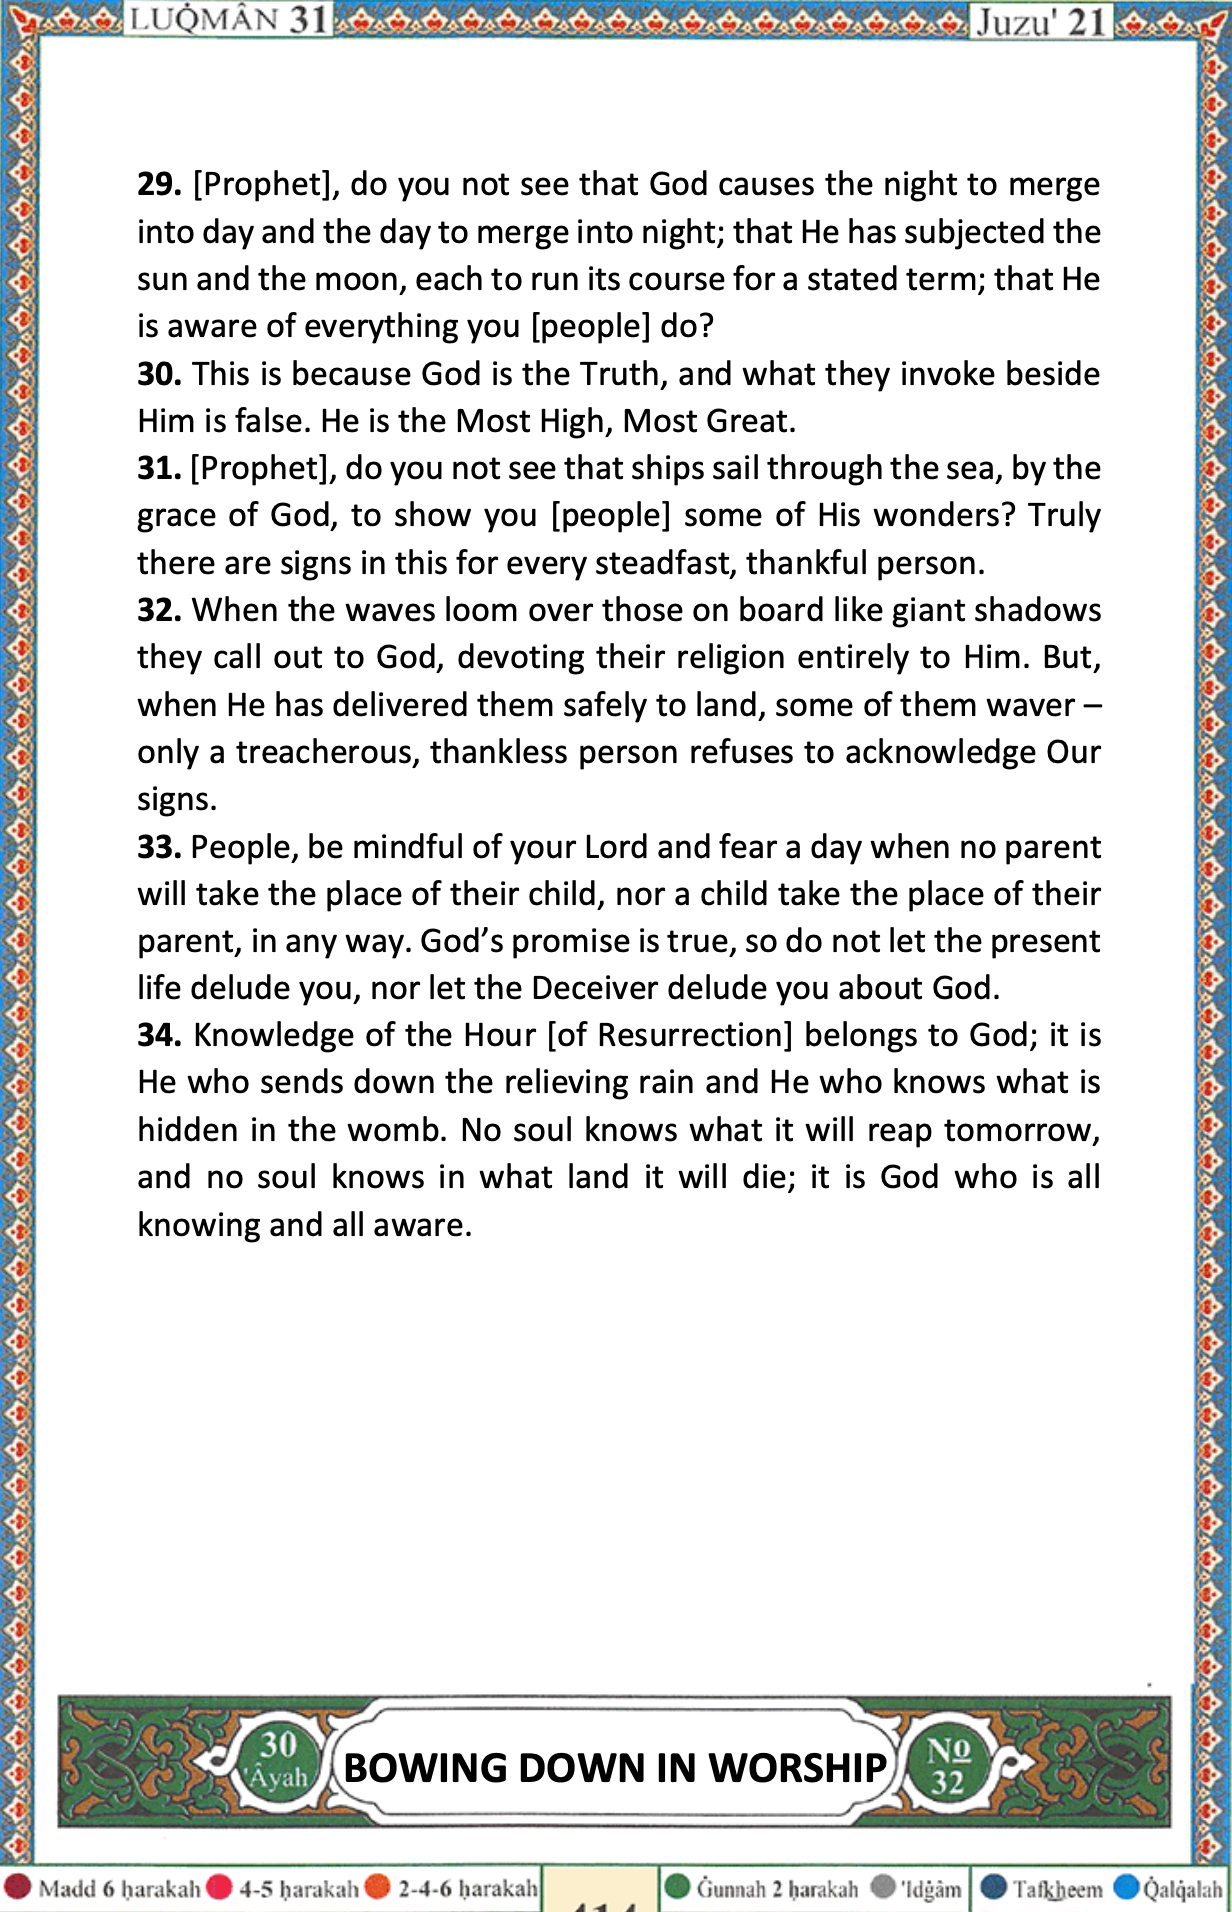 LUQ̇MÂN 31 Juzu' 21
29. [Prophet], do you not see that God causes the night to merge
into day and the day to merge into night; that He has subjected the
sun and the moon, each to run its course for a stated term; that He
is aware of everything you [people] do?
30. This is because God is the Truth, and what they invoke beside
Him is false. He is the Most High, Most Great.
31. [Prophet], do you not see that ships sail through the sea, by the
grace of God, to show you [people] some of His wonders? Truly
there are signs in this for every steadfast, thankful person.
32. When the waves loom over those on board like giant shadows
they call out to God, devoting their religion entirely to Him. But,
when He has delivered them safely to land, some of them waver –
only a treacherous, thankless person refuses to acknowledge Our
signs.
33. People, be mindful of your Lord and fear a day when no parent
will take the place of their child, nor a child take the place of their
parent, in any way. God’s promise is true, so do not let the present
life delude you, nor let the Deceiver delude you about God.
34. Knowledge of the Hour [of Resurrection] belongs to God; it is
He who sends down the relieving rain and He who knows what is
hidden in the womb. No soul knows what it will reap tomorrow,
and no soul knows in what land it will die; it is God who is all
knowing and all aware.
30
'Âyah
BOWING DOWN IN WORSHIP
No
32
Madd 6 ḥarakah 4-5 ḥarakah 2-4-6 ḥarakah Ġunnah 2 ḥarakah 'Idġâm Tafkheem Q̇alq̇alah